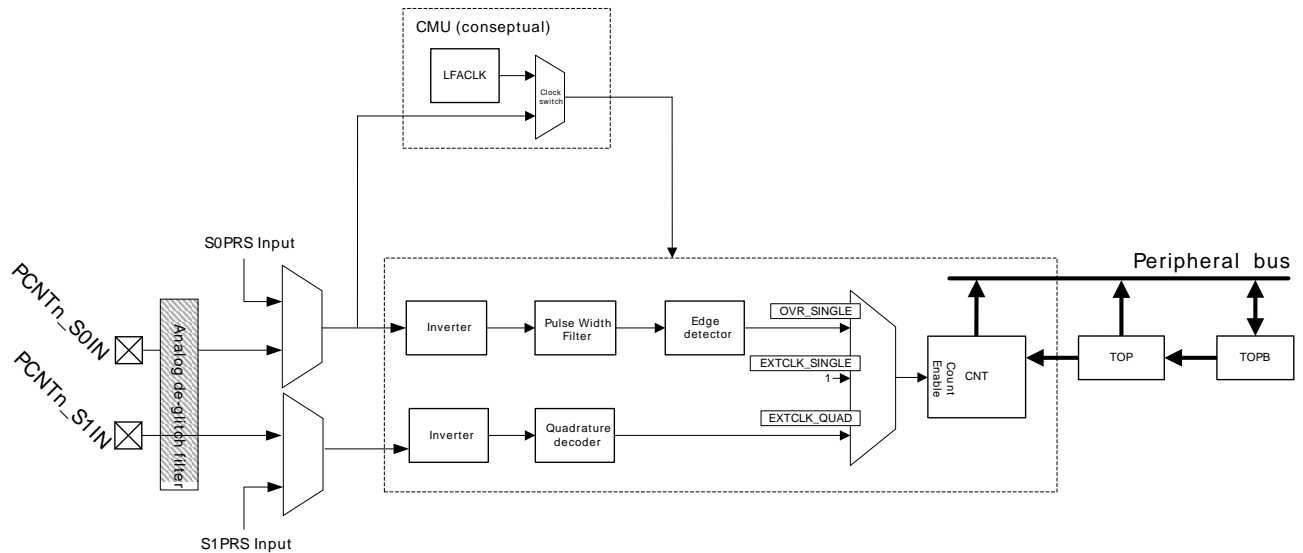 CMU (conseptual)
LFACLK
Clock
switch
S0PRS Input
Peripheral bus
PCNTn_S0IN
Analog de-glitch filter
Inverter
Pulse Width
Filter
Edge
detector
OVR_SINGLE
EXTCLK_SINGLE
1
Count
Enable
CNT
TOP
TOPB
PCNTn_S1IN
Inverter
Quadrature
decoder
EXTCLK_QUAD
S1PRS Input